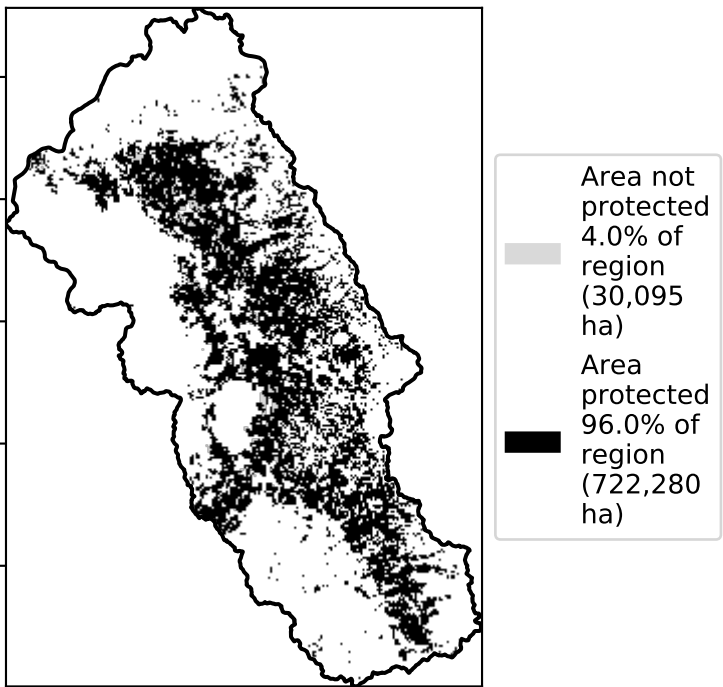 Area not
protected
4.0% of
region
(30,095
ha)
Area
protected
96.0% of
region
(722,280
ha)